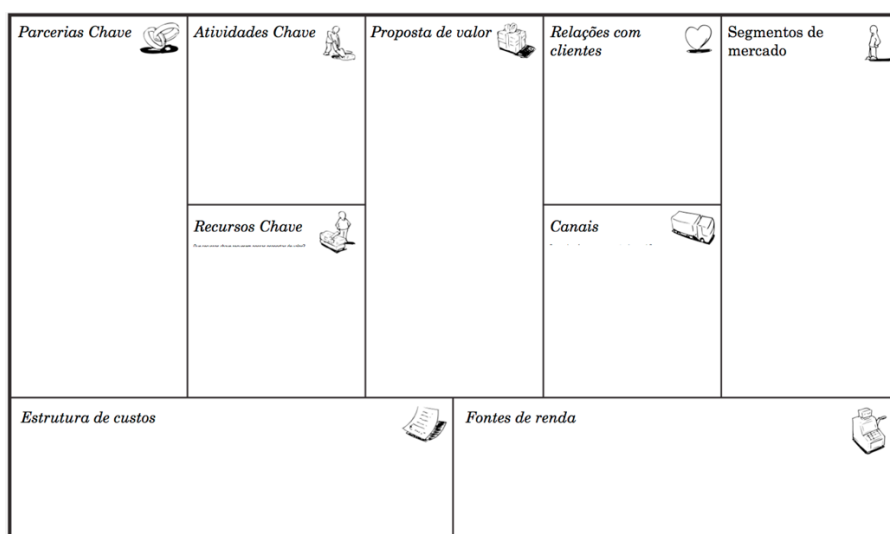 Parcerias Chave
Atividades Chave
Proposta de valor
Relações com
clientes
Segmentos de
mercado
Recursos Chave
Canais
Estrutura de custos
Fontes de renda